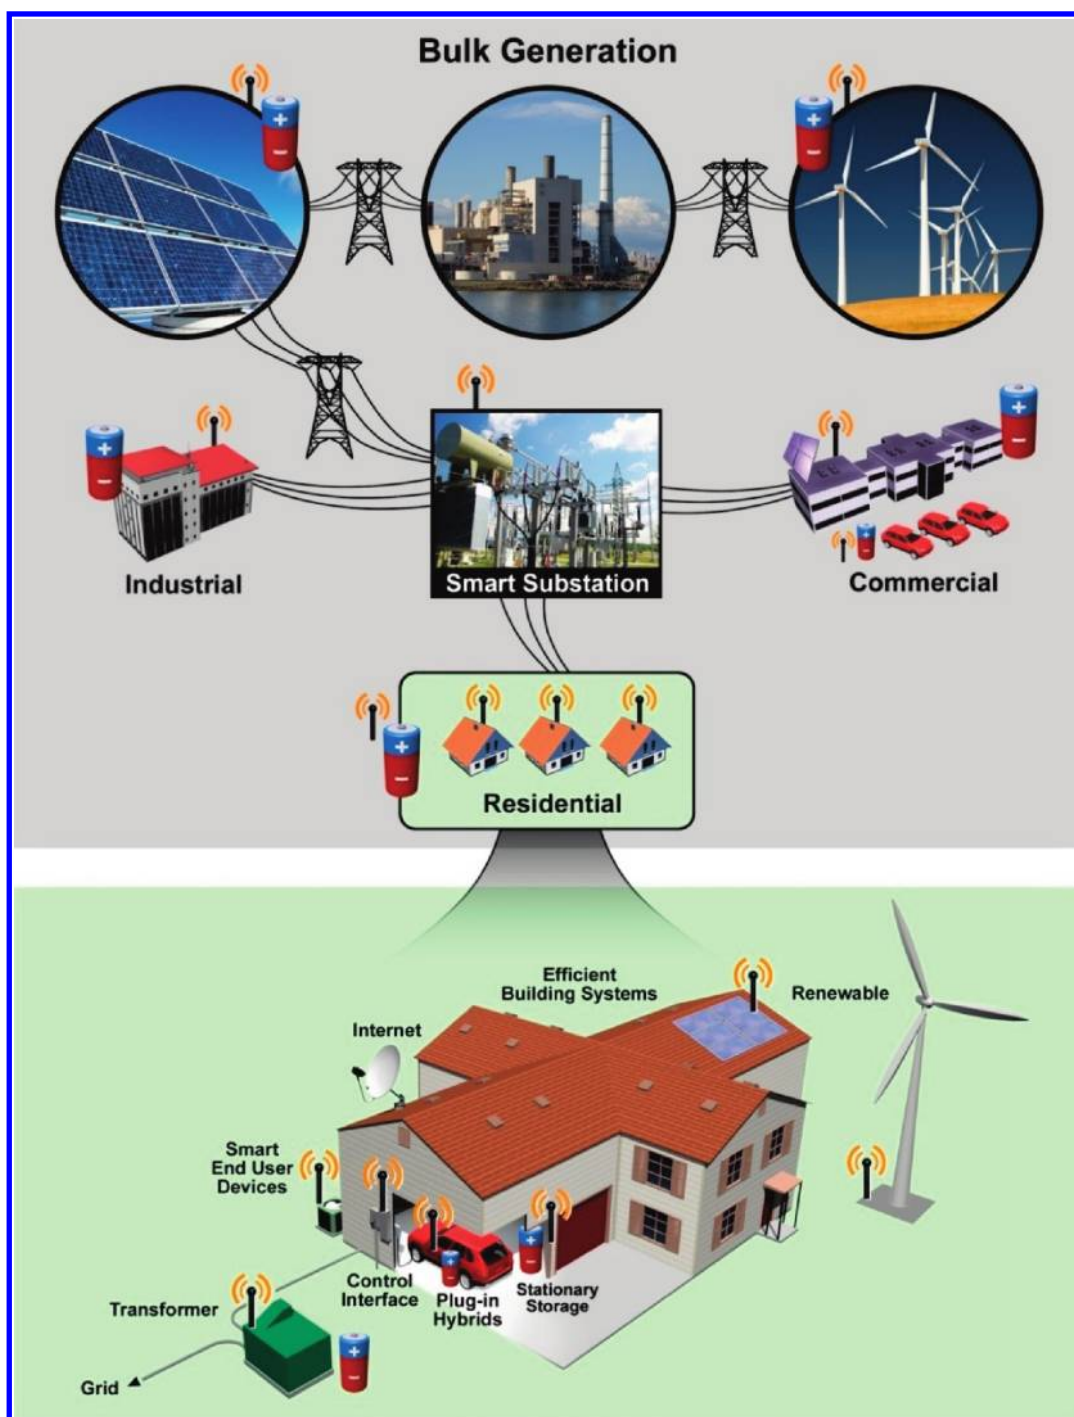 Bulk Generation
Industrial
Smart Substation
Commercial
Residential
Efficient
Building Systems
Renewable
Internet
Smart
End User
Devices
Control
Interface
Plug-in
Hybrids
Stationary
Storage
Transformer
Grid